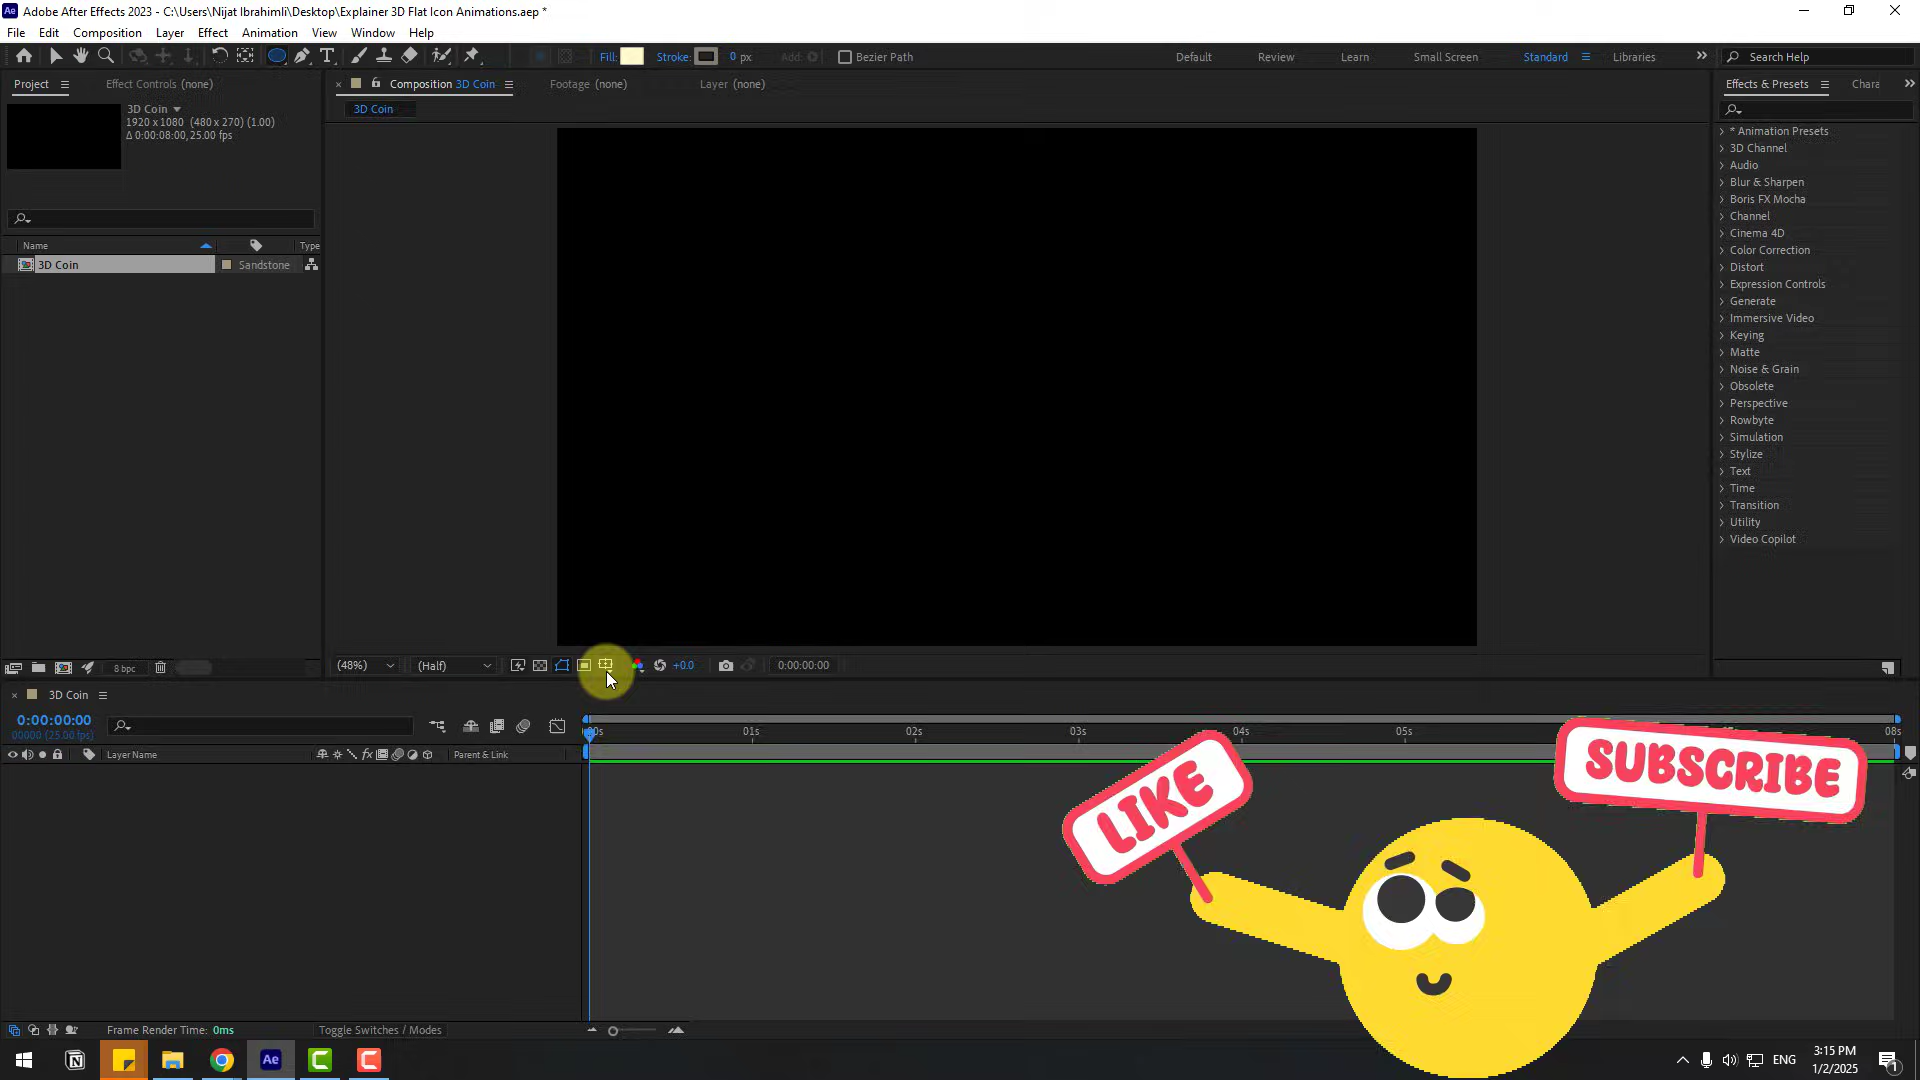 Adobe After Effects 2023 - C:\Users\Nijat Ibrahimli\Desktop\Explainer 3D Flat Icon Animations.aep *
File Edit Composition Layer Effect Animation View Window Help
Fill: Stroke: 0 px Add: Bezier Path Default Review Learn Small Screen Standard Libraries Search Help
Project Effect Controls (none) Composition 3D Coin Footage (none) Layer (none) Effects & Presets Chara
3D Coin
1920 x 1080 (480 x 270) (1.00)
Δ 0:00:08:00, 25.00 fps
3D Coin
Name Type
3D Coin Sandstone
* Animation Presets
3D Channel
Audio
Blur & Sharpen
Boris FX Mocha
Channel
Cinema 4D
Color Correction
Distort
Expression Controls
Generate
Immersive Video
Keying
Matte
Noise & Grain
Obsolete
Perspective
Rowbyte
Simulation
Stylize
Text
Time
Transition
Utility
Video Copilot
8 bpc (48%) (Half) +0.0 0:00:00:00
3D Coin
0:00:00:00
00000 (25.00 fps)
02s 03s 04s 05s 08s
01s
Layer Name Parent & Link
LIKE
SUBSCRIBE
Frame Render Time: 0ms Toggle Switches / Modes
Ae ENG 3:15 PM
1/2/2025
1